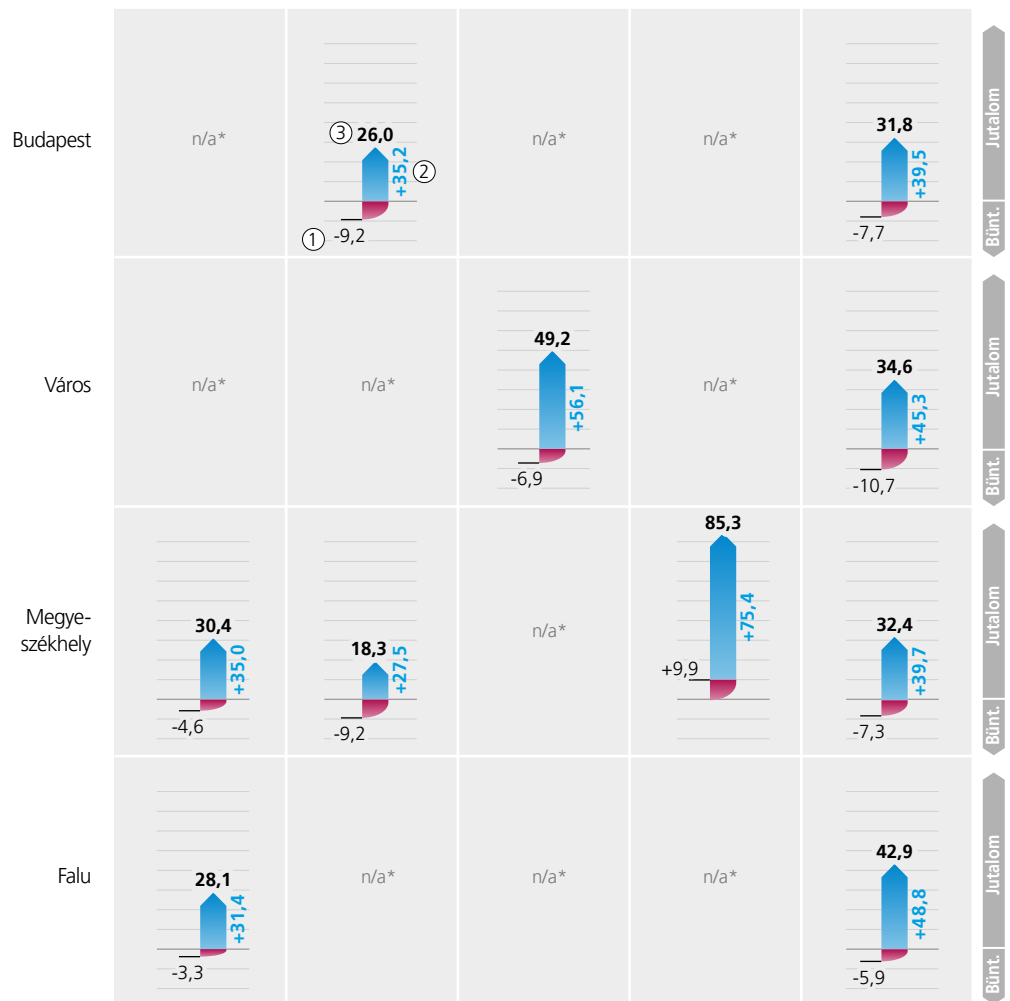 Budapest
n/a*
③ 26,0
+35,2 ②
① -9,2
n/a*
n/a*
31,8
+39,5
-7,7
Jutalom
Bünt.
Város
n/a*
n/a*
49,2
+56,1
-6,9
n/a*
34,6
+45,3
-10,7
Jutalom
Bünt.
Megye-
székhely
30,4
+35,0
-4,6
18,3
+27,5
-9,2
n/a*
85,3
+75,4
+9,9
32,4
+39,7
-7,3
Jutalom
Bünt.
Falu
28,1
+31,4
-3,3
n/a*
n/a*
n/a*
42,9
+48,8
-5,9
Jutalom
Bünt.